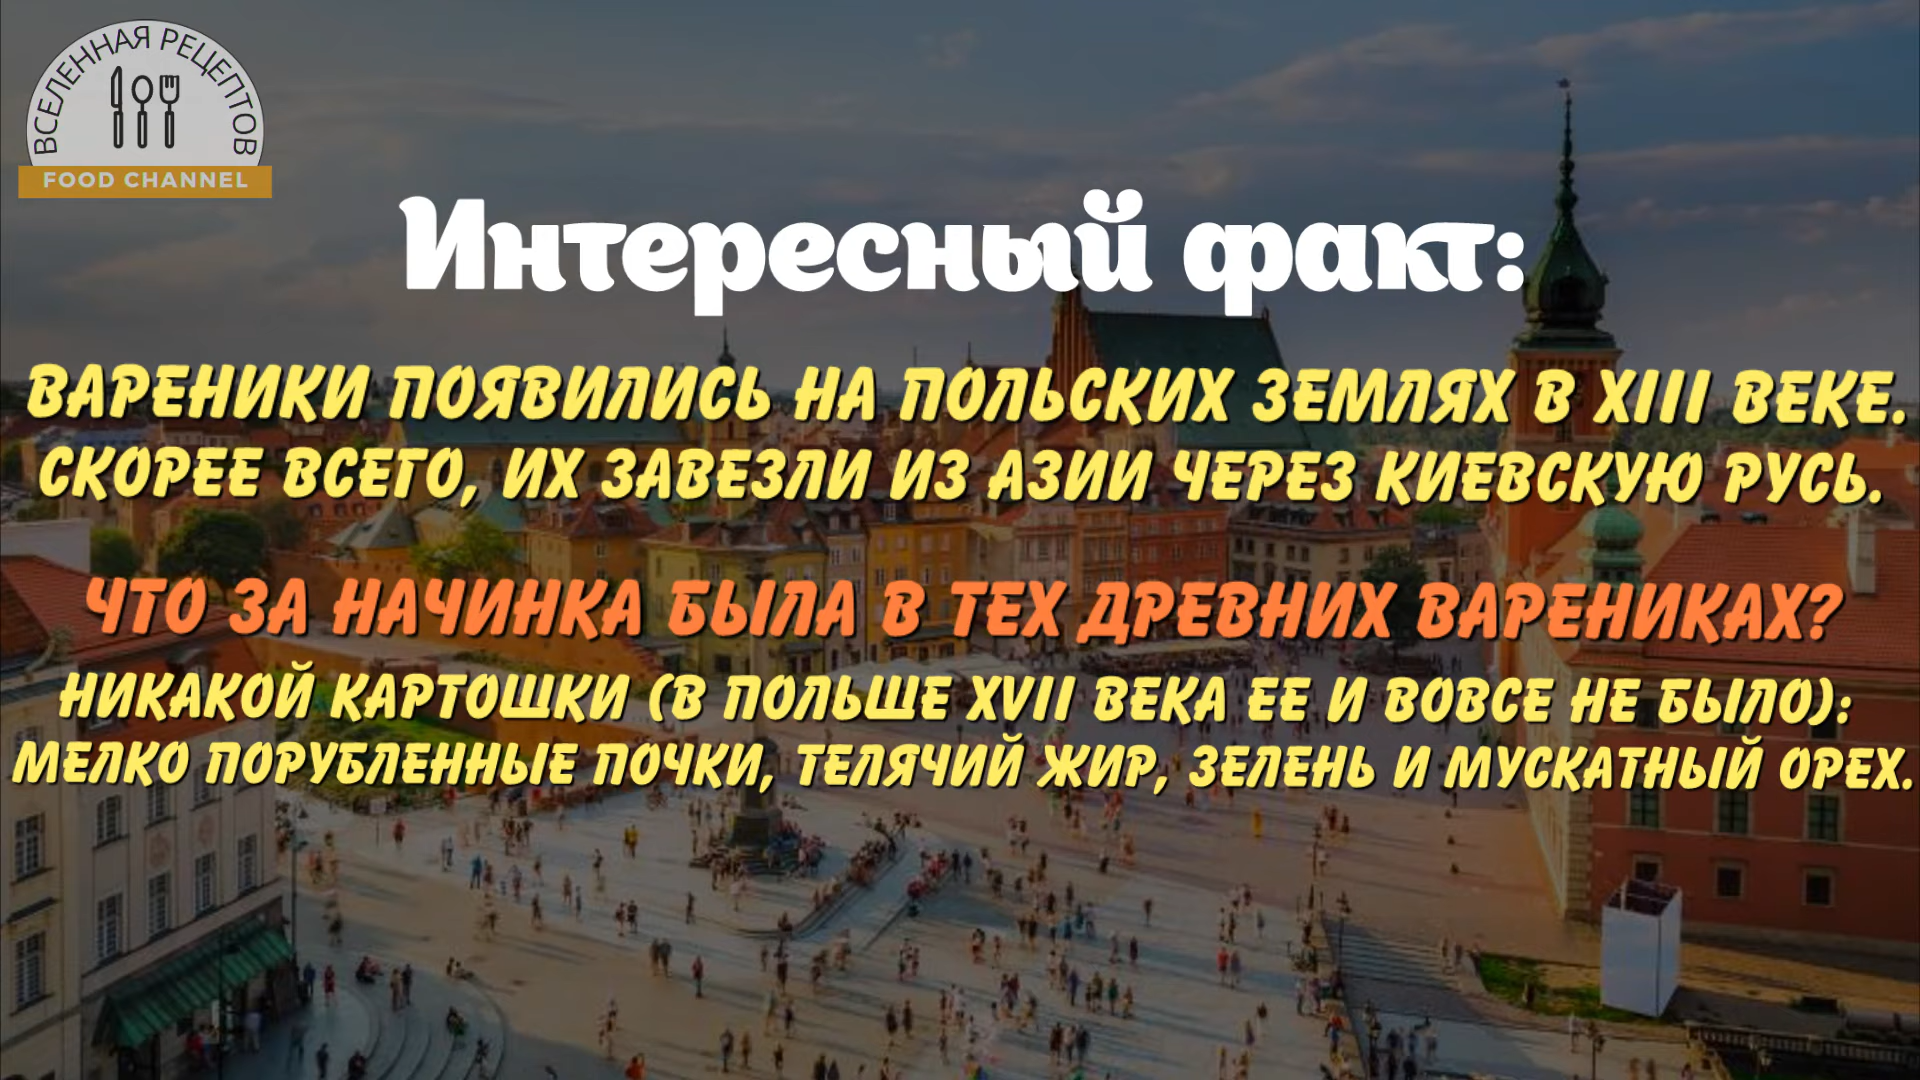 ВСЕЛЕННАЯ РЕЦЕПТОВ
FOOD CHANNEL
Интересный факт:
ВАРЕНИКИ ПОЯВИЛИСЬ НА ПОЛЬСКИХ ЗЕМЛЯХ В XIII ВЕКЕ.
СКОРЕЕ ВСЕГО, ИХ ЗАВЕЗЛИ ИЗ АЗИИ ЧЕРЕЗ КИЕВСКУЮ РУСЬ.
ЧТО ЗА НАЧИНКА БЫЛА В ТЕХ ДРЕВНИХ ВАРЕНИКАХ?
НИКАКОЙ КАРТОШКИ (В ПОЛЬШЕ XVII ВЕКА ЕЕ И ВОВСЕ НЕ БЫЛО):
МЕЛКО ПОРУБЛЕННЫЕ ПОЧКИ, ТЕЛЯЧИЙ ЖИР, ЗЕЛЕНЬ И МУСКАТНЫЙ ОРЕХ.